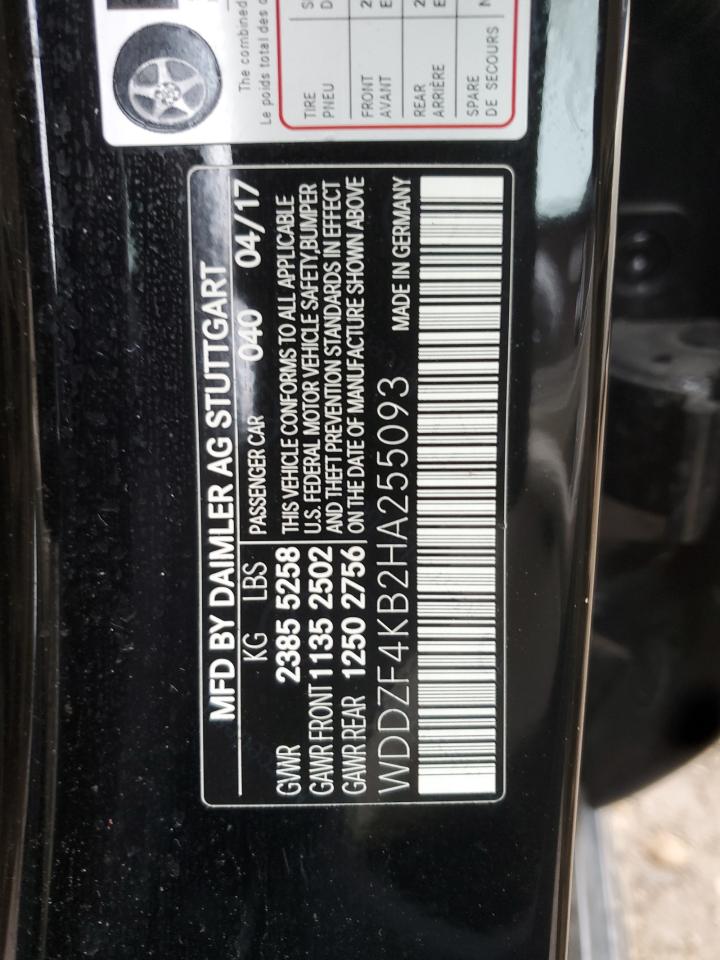 MFD BY DAIMLER AG STUTTGART
KG LBS PASSENGER CAR 040 04/17
GVWR 2385 5258 THIS VEHICLE CONFORMS TO ALL APPLICABLE
GAWR FRONT 1135 2502 U.S. FEDERAL MOTOR VEHICLE SAFETY,BUMPER
GAWR REAR 1250 2756 AND THEFT PREVENTION STANDARDS IN EFFECT
ON THE DATE OF MANUFACTURE SHOWN ABOVE
WDDZF4KB2HA255093 MADE IN GERMANY
The combined
Le poids total des
TIRE
PNEU
FRONT
AVANT
REAR
ARRIÈRE
SPARE
DE SECOURS